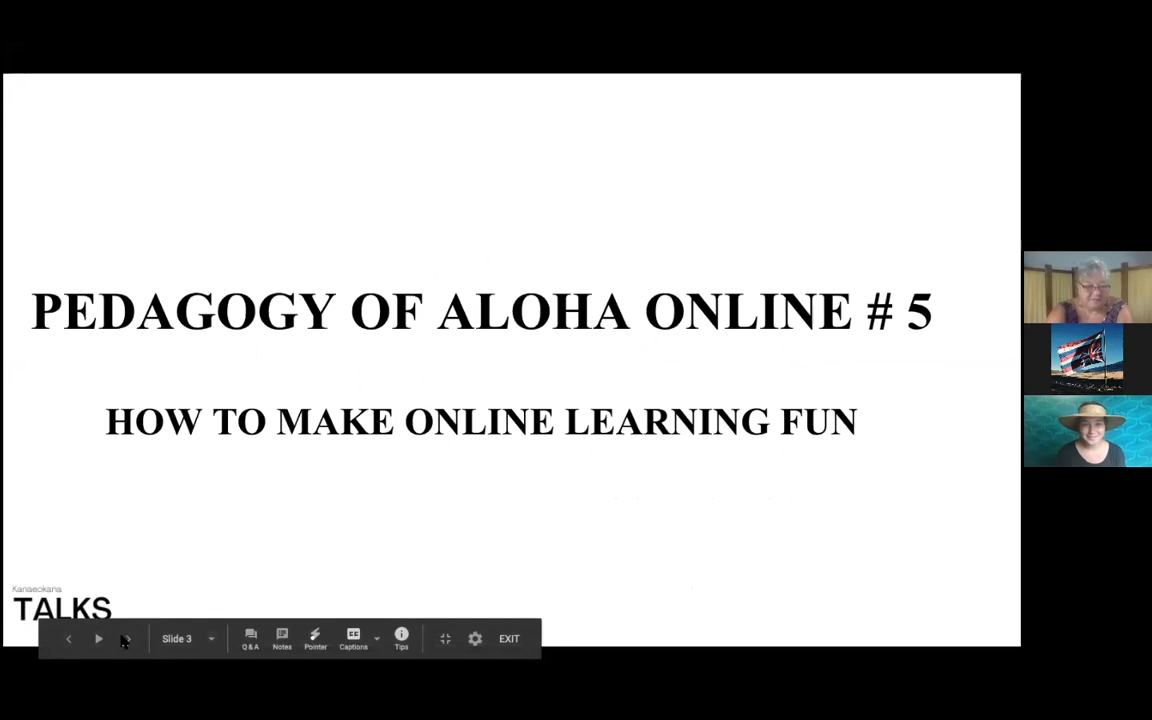 PEDAGOGY OF ALOHA ONLINE # 5
HOW TO MAKE ONLINE LEARNING FUN
Kanaeokana
TALKS
Slide 3
Q & A
Notes
Pointer
Captions
Tips
EXIT